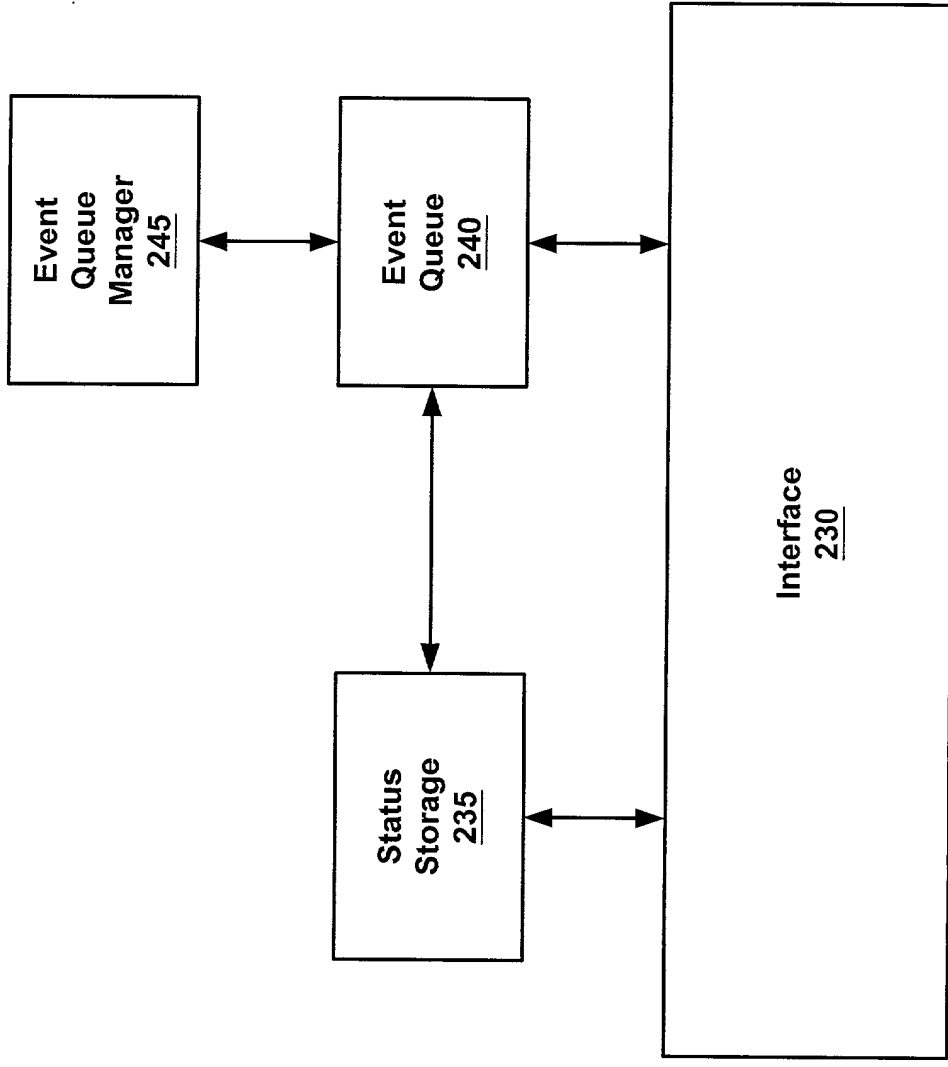 Event
Queue
Manager
245
Event
Queue
240
Status
Storage
235
Interface
230